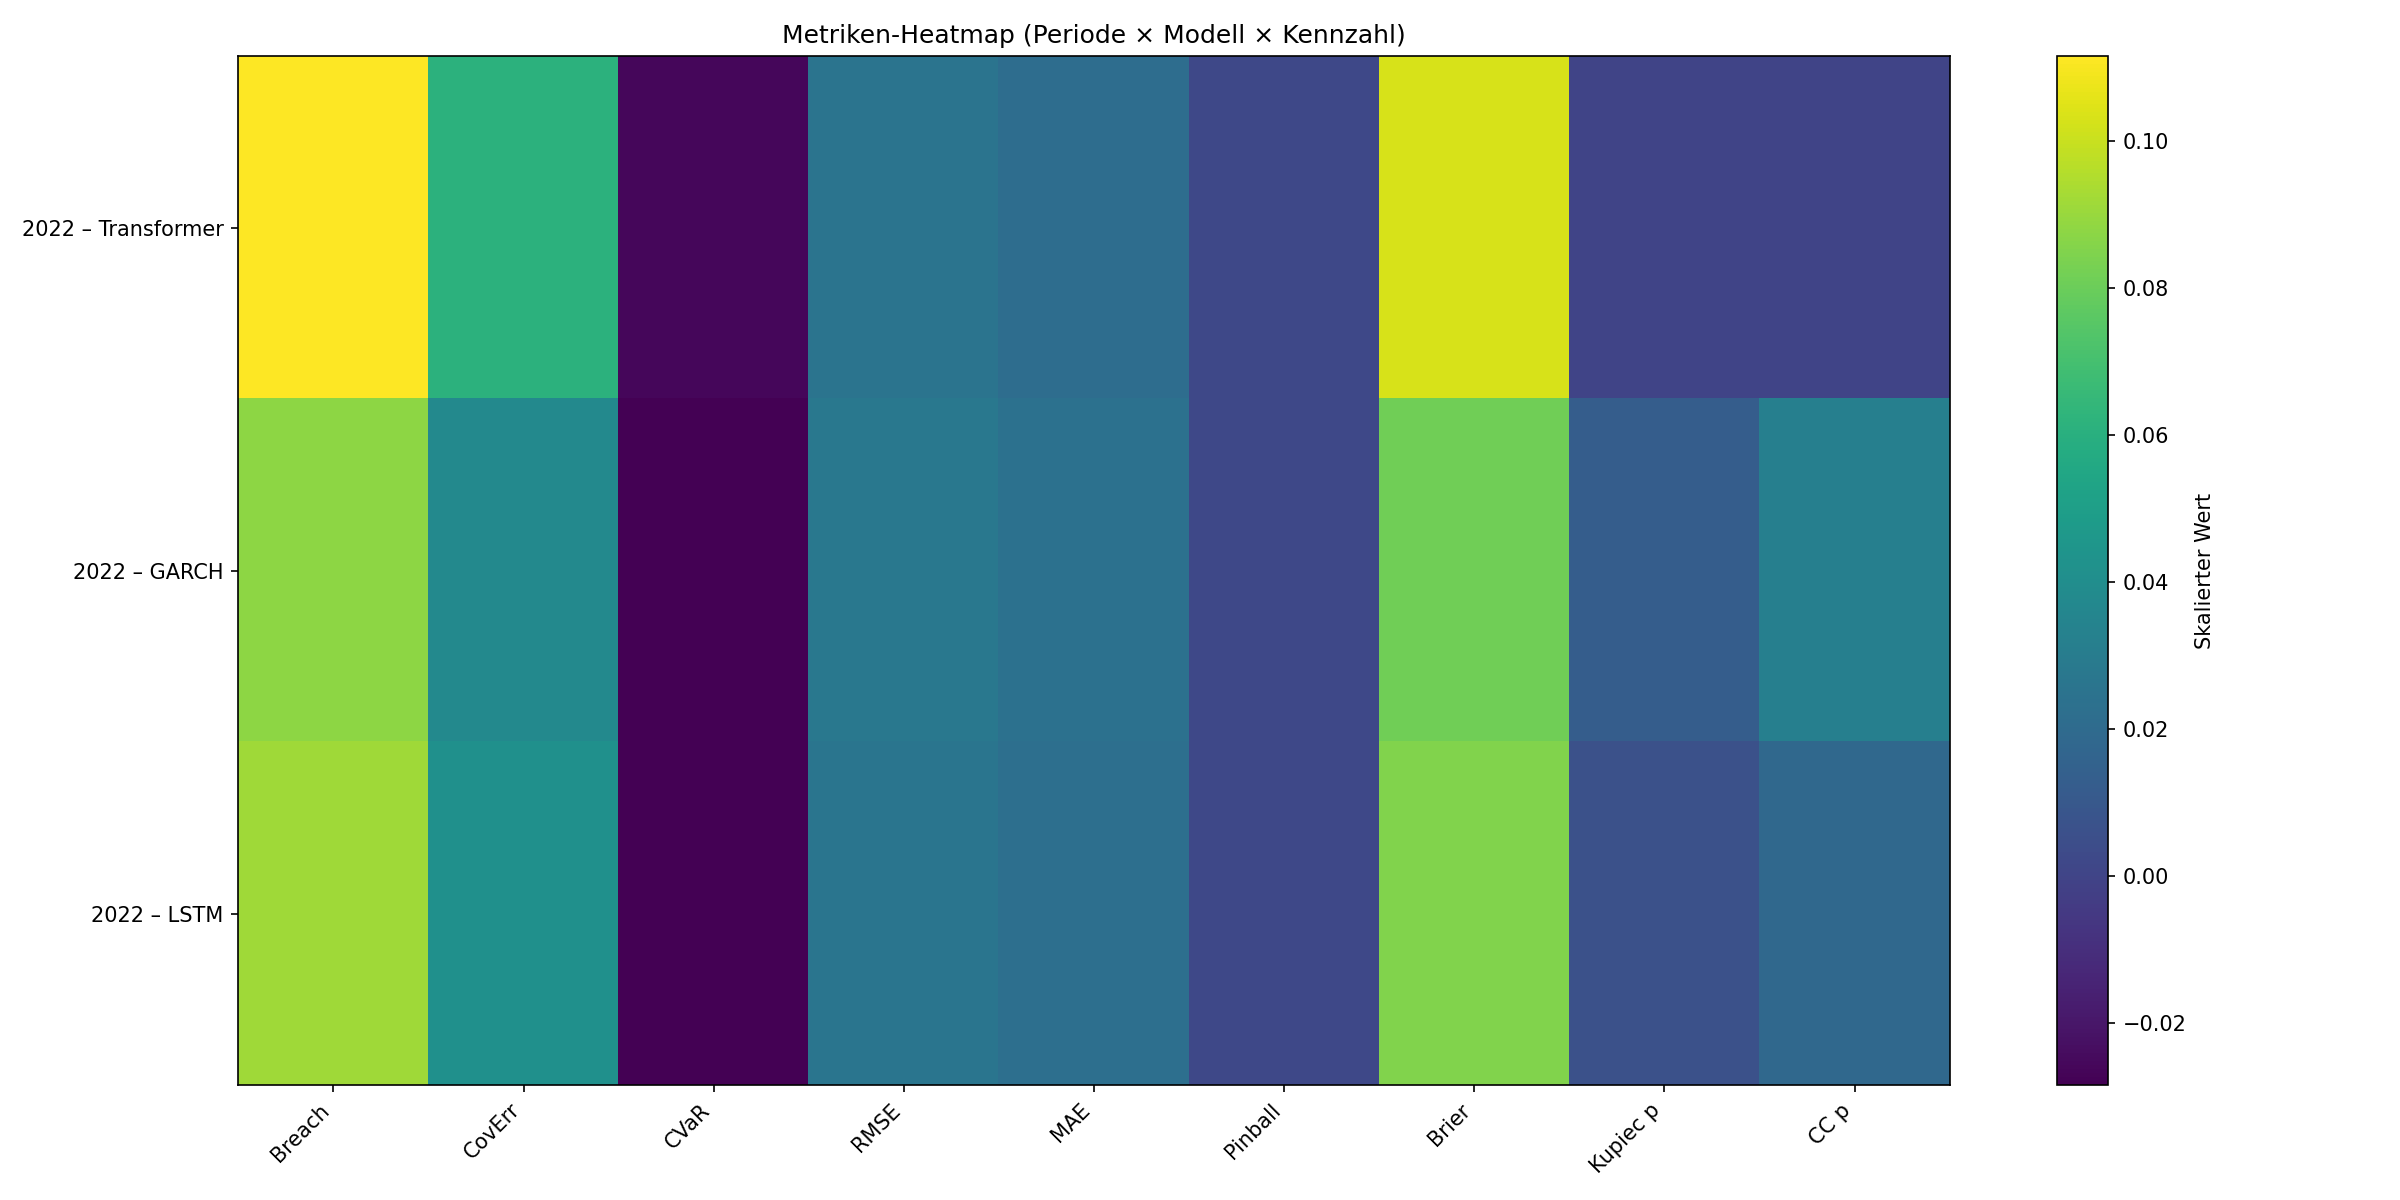 Metriken-Heatmap (Periode × Modell × Kennzahl)
2022 – Transformer
2022 – GARCH
2022 – LSTM
Breach
CovErr
CVaR
RMSE
MAE
Pinball
Brier
Kupiec p
CC p
0.10
0.08
0.06
0.04
0.02
0.00
−0.02
Skalierter Wert